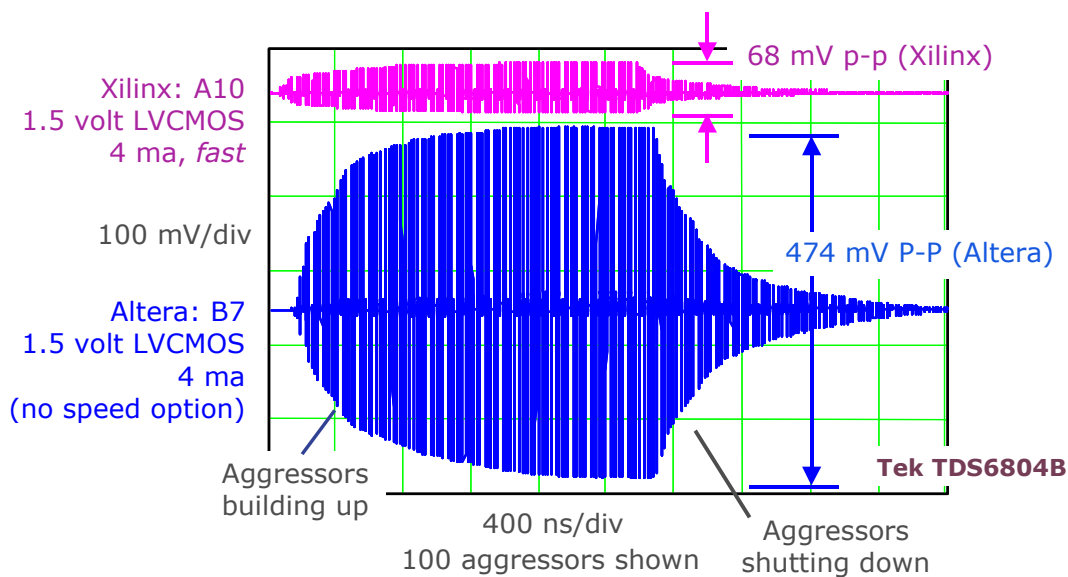 68 mV p-p (Xilinx)
Xilinx: A10
1.5 volt LVCMOS
4 ma, fast
100 mV/div
474 mV P-P (Altera)
Altera: B7
1.5 volt LVCMOS
4 ma
(no speed option)
Tek TDS6804B
Aggressors
building up
400 ns/div
100 aggressors shown
Aggressors
shutting down